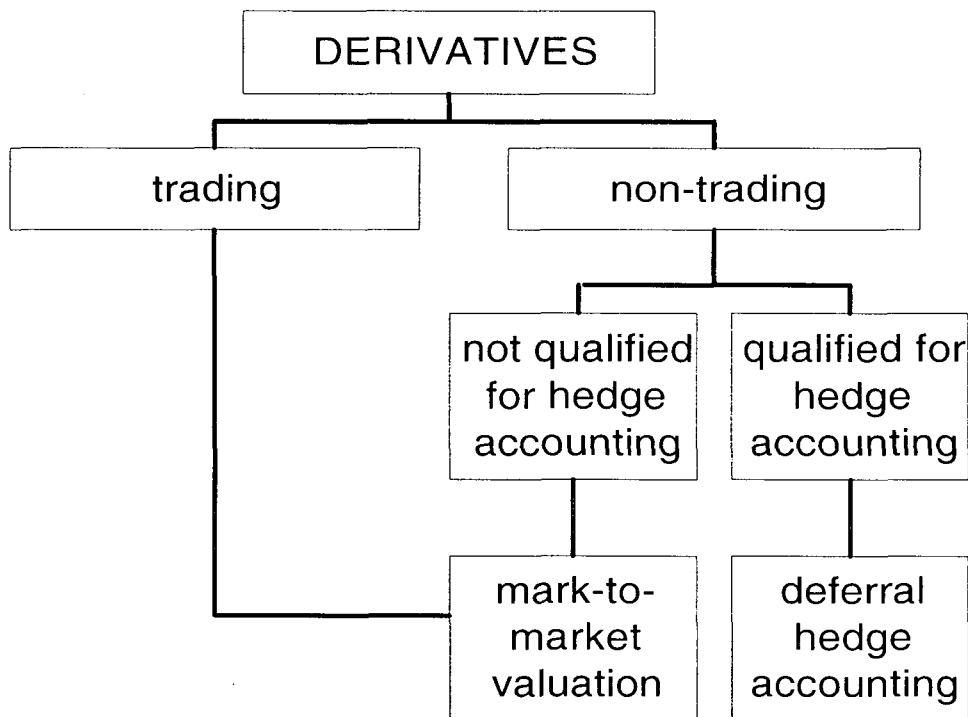 DERIVATIVES
trading
non-trading
not qualified
for hedge
accounting
qualified for
hedge
accounting
mark-to-
market
valuation
deferral
hedge
accounting